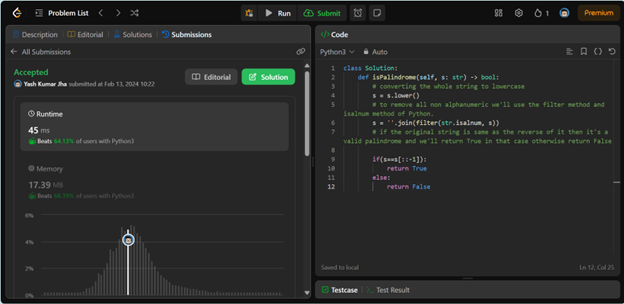 Problem List
Run
Submit
1
Premium
Description
Editorial
Solutions
Submissions
All Submissions
Accepted
Yash Kumar Jha submitted at Feb 13, 2024 10:22
Editorial
Solution
Runtime
45 ms
Beats 64.13% of users with Python3
Memory
17.39 MB
Beats 68.19% of users with Python3
6%
4%
2%
0%
Code
Python3
Auto
1 class Solution:
2 def isPalindrome(self, s: str) -> bool:
3 # converting the whole string to lowercase
4 s = s.lower()
5 # to remove all non alphanumeric we'll use the filter method and
isalnum method of Python.
6 s = ''.join(filter(str.isalnum, s))
7 # if the original string is same as the reverse of it then it's a
valid palindrome and we'll return True in that case otherwise return False
8
9 if(s==s[::-1]):
10 return True
11 else:
12 return False
Saved to local
Ln 12, Col 25
Testcase
Test Result